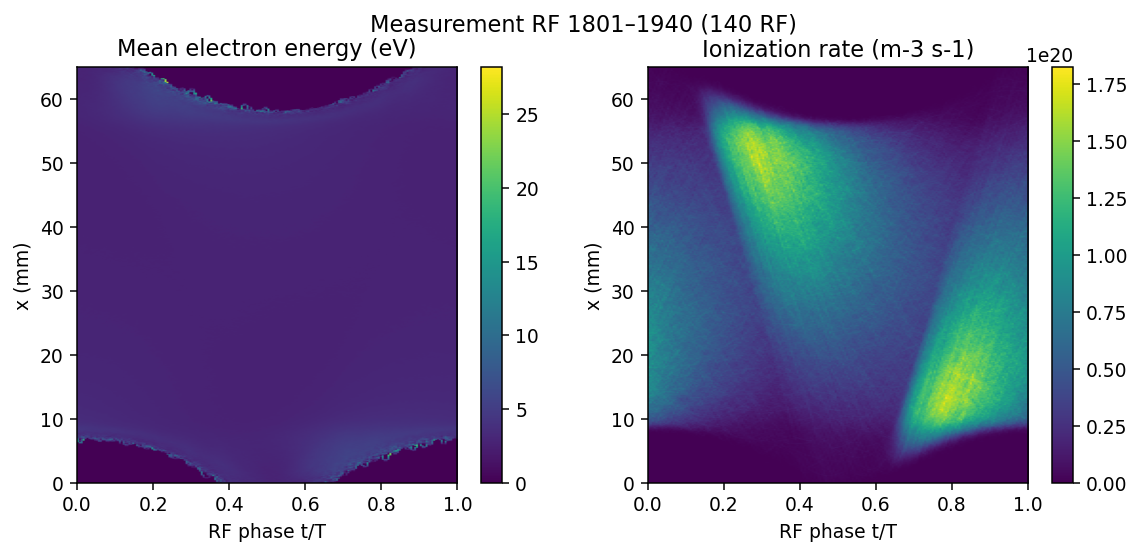 Measurement RF 1801–1940 (140 RF)
Mean electron energy (eV)
Ionization rate (m-3 s-1)
1e20
x (mm)
60
50
40
30
20
10
0
0.0 0.2 0.4 0.6 0.8 1.0
RF phase t/T
25
20
15
10
5
0
x (mm)
60
50
40
30
20
10
0
0.0 0.2 0.4 0.6 0.8 1.0
RF phase t/T
1.75
1.50
1.25
1.00
0.75
0.50
0.25
0.00